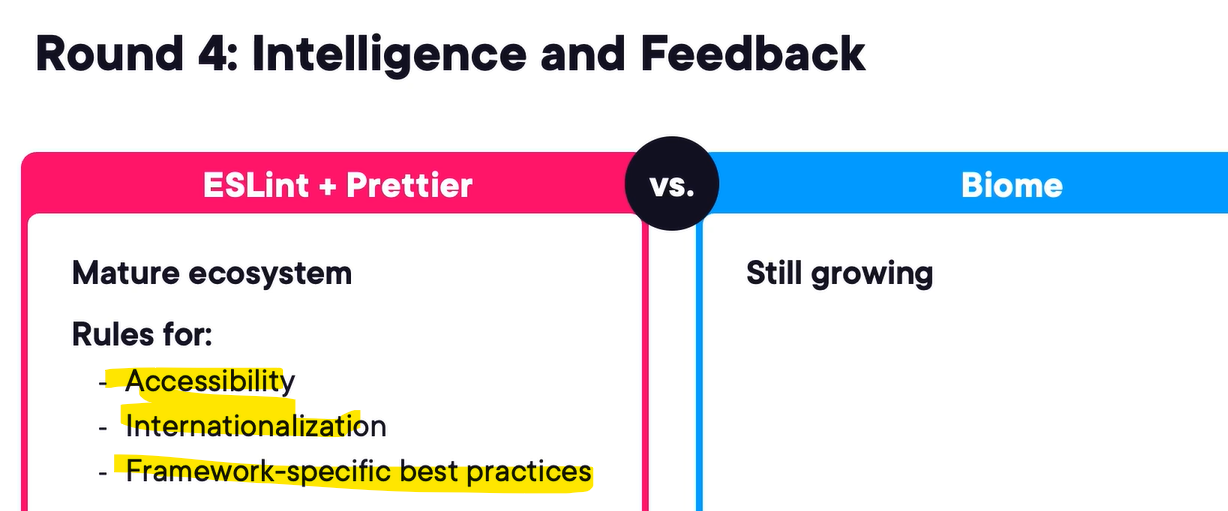 Round 4: Intelligence and Feedback
ESLint + Prettier
vs.
Biome
Mature ecosystem
Rules for:
- Accessibility
- Internationalization
- Framework-specific best practices
Still growing